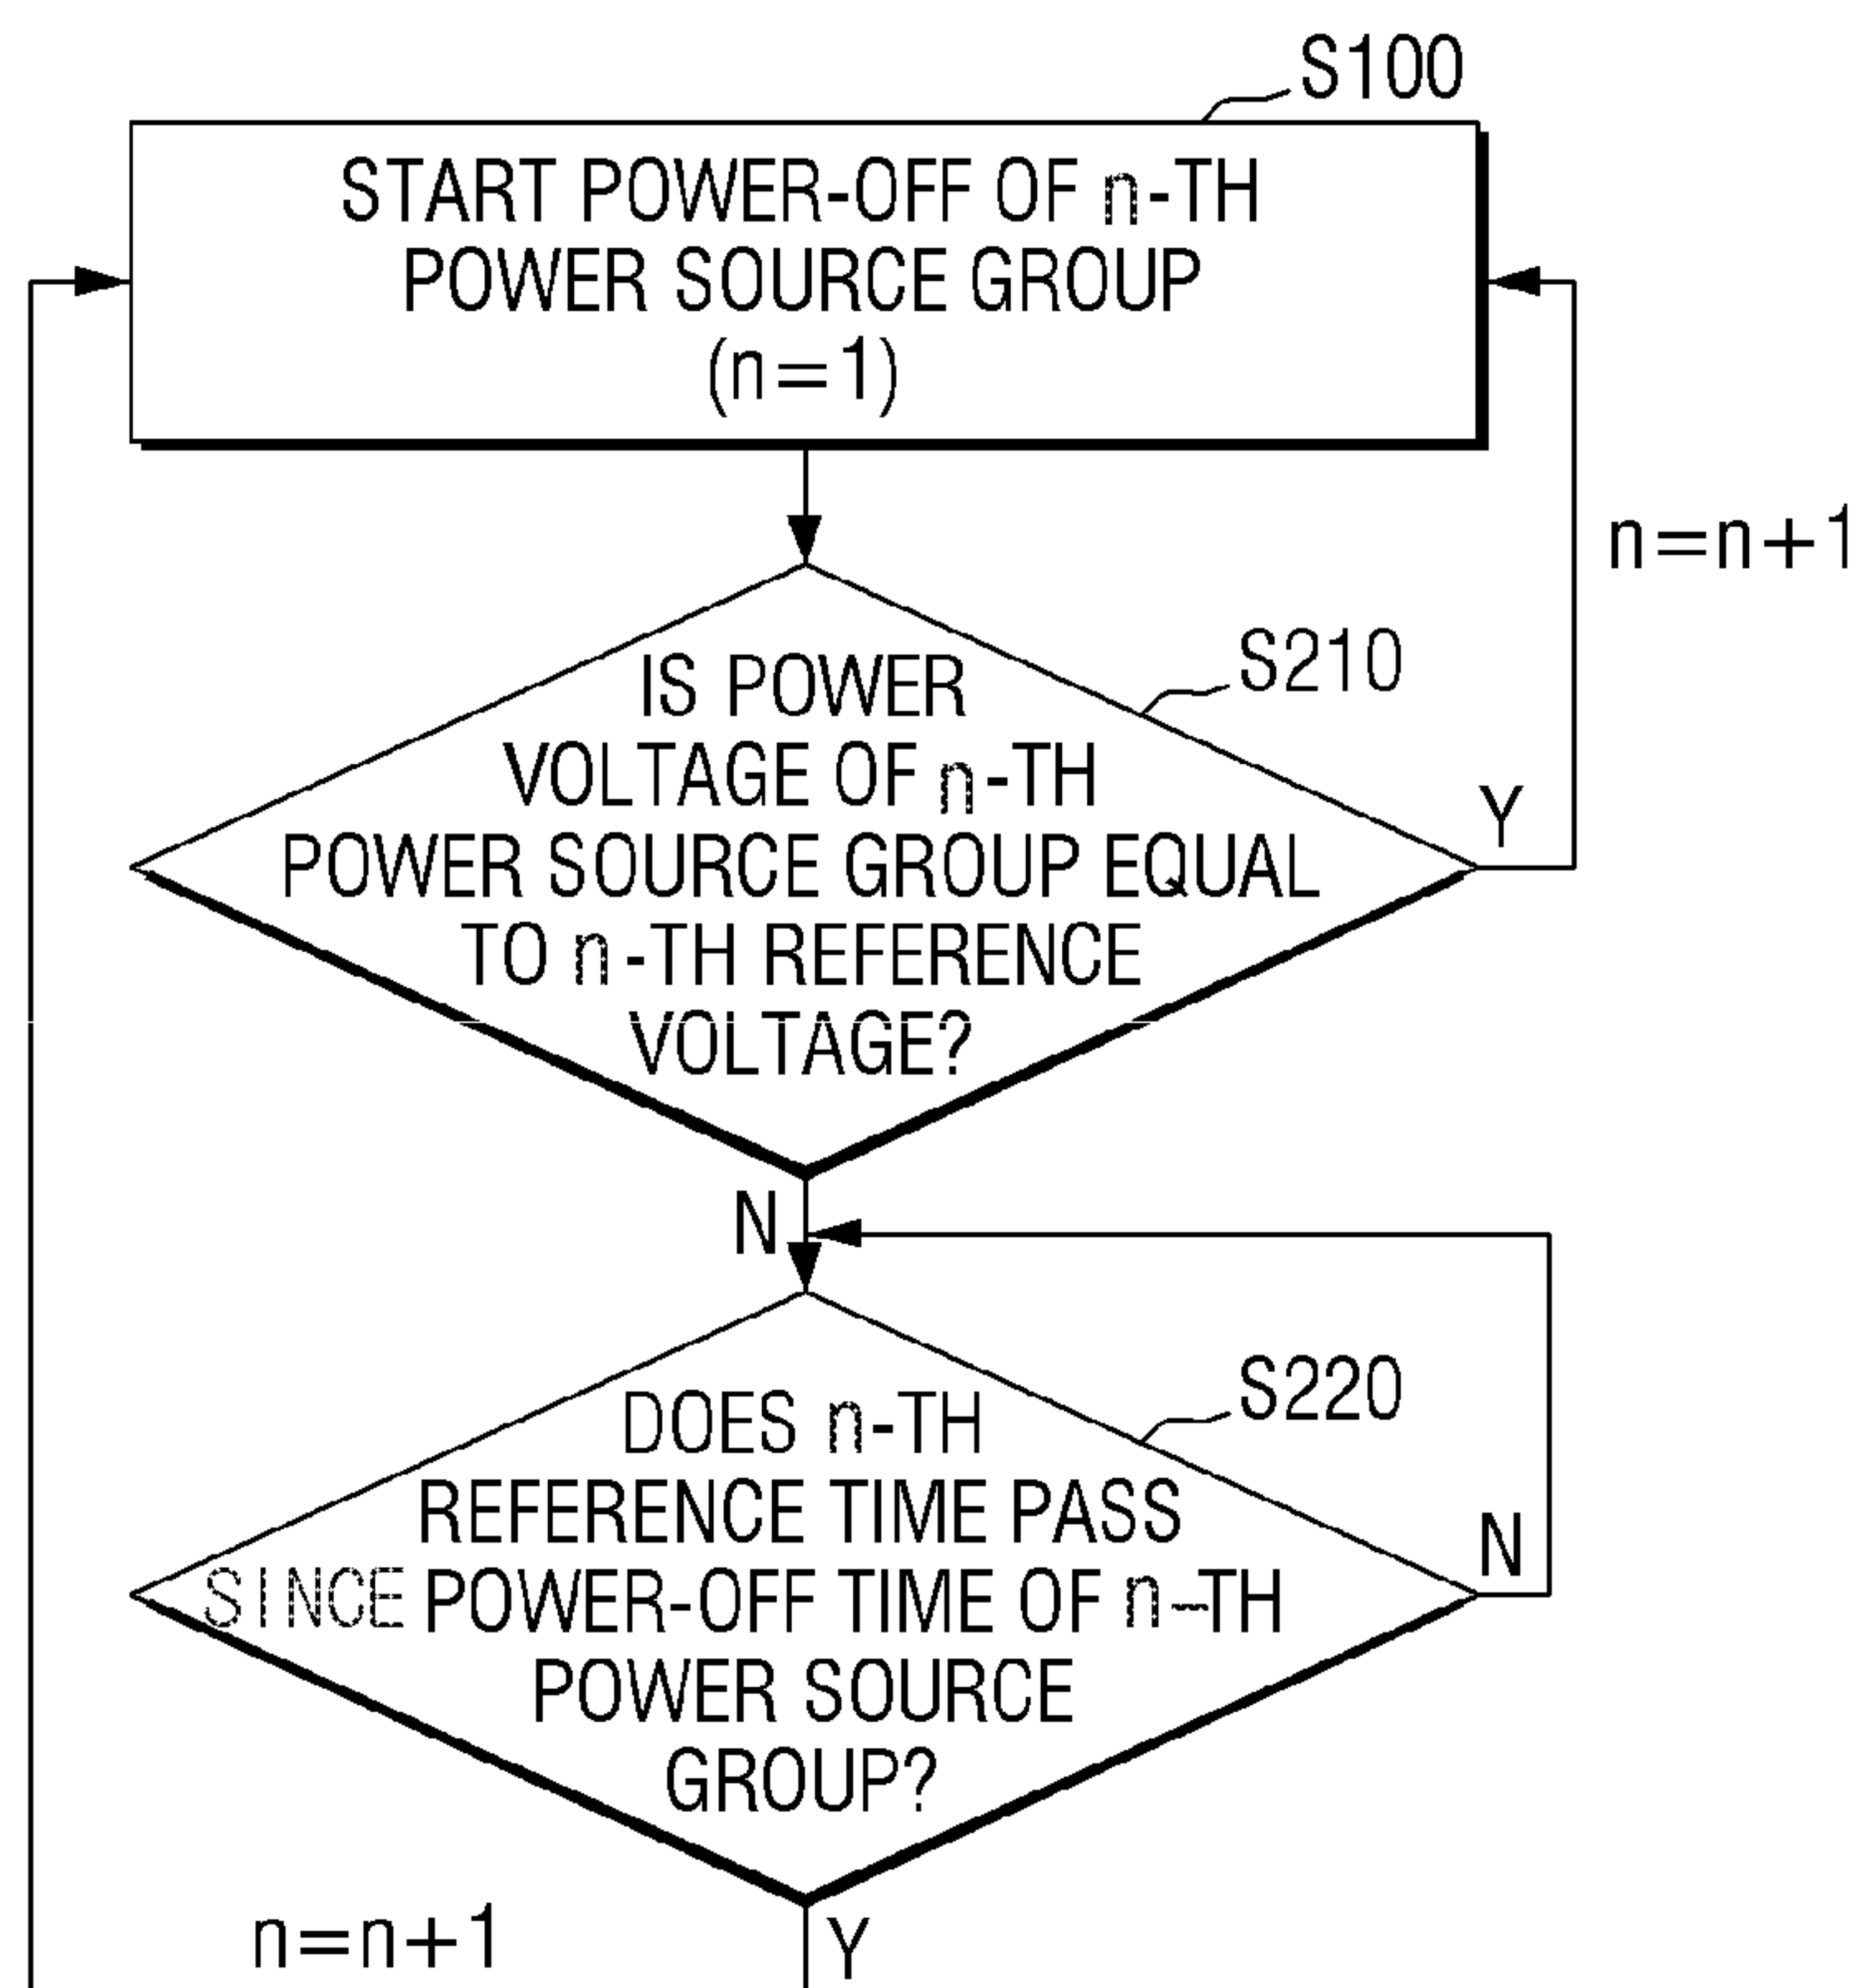 S100
START POWER-OFF OF n-TH
POWER SOURCE GROUP
(n=1)
n=n+1
S210
IS POWER
VOLTAGE OF n-TH
POWER SOURCE GROUP EQUAL
TO n-TH REFERENCE
VOLTAGE?
Y
N
S220
DOES n-TH
REFERENCE TIME PASS
SINCE POWER-OFF TIME OF n-TH
POWER SOURCE
GROUP?
N
n=n+1
Y